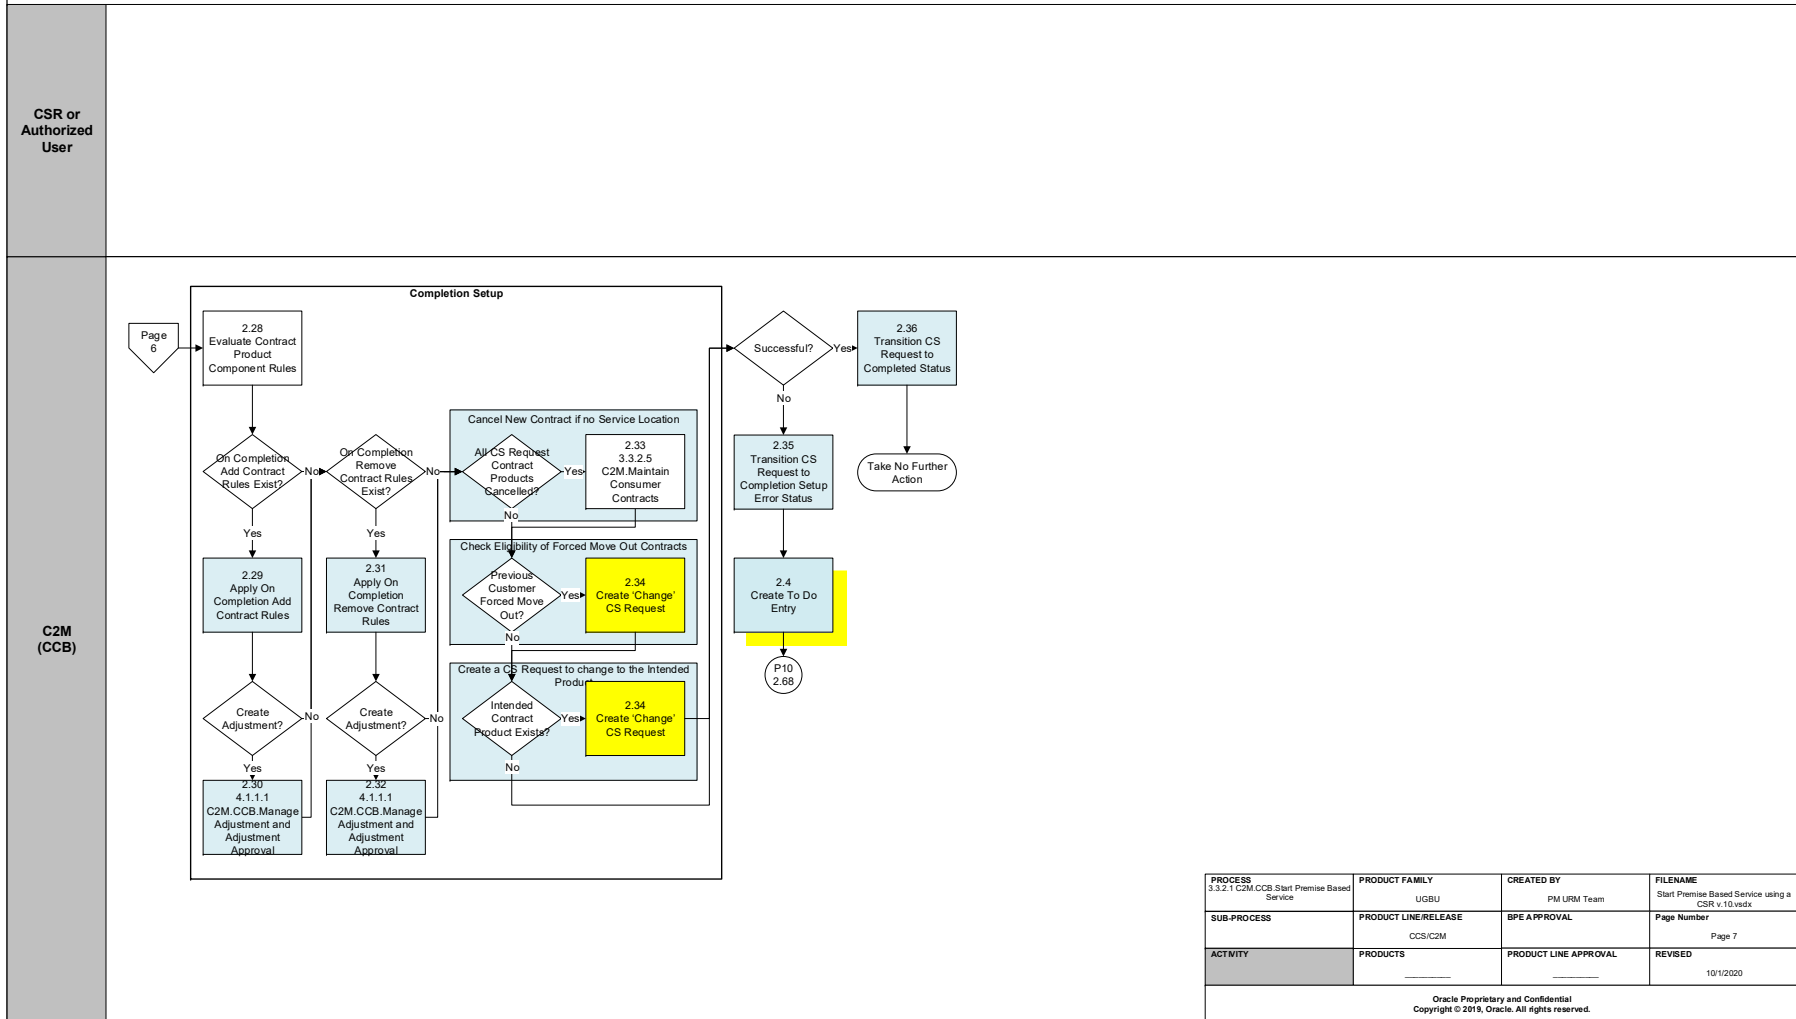 CSR or
Authorized
User
C2M
(CCB)
Completion Setup
Page
6
2.28
Evaluate Contract
Product
Component Rules
On Completion
Add Contract
Rules Exist?
No
Yes
2.29
Apply On
Completion Add
Contract Rules
Create
Adjustment?
No
Yes
2.30
4.1.1.1
C2M.CCB.Manage
Adjustment and
Adjustment
Approval
On Completion
Remove
Contract Rules
Exist?
No
Yes
2.31
Apply On
Completion
Remove Contract
Rules
Create
Adjustment?
No
Yes
2.32
4.1.1.1
C2M.CCB.Manage
Adjustment and
Adjustment
Approval
Cancel New Contract if no Service Location
All CS Request
Contract
Products
Cancelled?
Yes
2.33
3.3.2.5
C2M.Maintain
Consumer
Contracts
No
Check Eligibility of Forced Move Out Contracts
Previous
Customer
Forced Move
Out?
Yes
2.34
Create ‘Change’
CS Request
No
Create a CS Request to change to the Intended
Product
Intended
Contract
Product Exists?
Yes
2.34
Create ‘Change’
CS Request
No
Successful?
Yes
No
2.36
Transition CS
Request to
Completed Status
Take No Further
Action
2.35
Transition CS
Request to
Completion Setup
Error Status
2.4
Create To Do
Entry
P10
2.68
PROCESS
3.3.2.1 C2M.CCB.Start Premise Based
Service
PRODUCT FAMILY
UGBU
CREATED BY
PM URM Team
FILENAME
Start Premise Based Service using a
CSR v.10.vsdx
SUB-PROCESS
PRODUCT LINE/RELEASE
CCS/C2M
BPE APPROVAL
Page Number
Page 7
ACTIVITY
PRODUCTS
PRODUCT LINE APPROVAL
REVISED
10/1/2020
Oracle Proprietary and Confidential
Copyright © 2019, Oracle. All rights reserved.